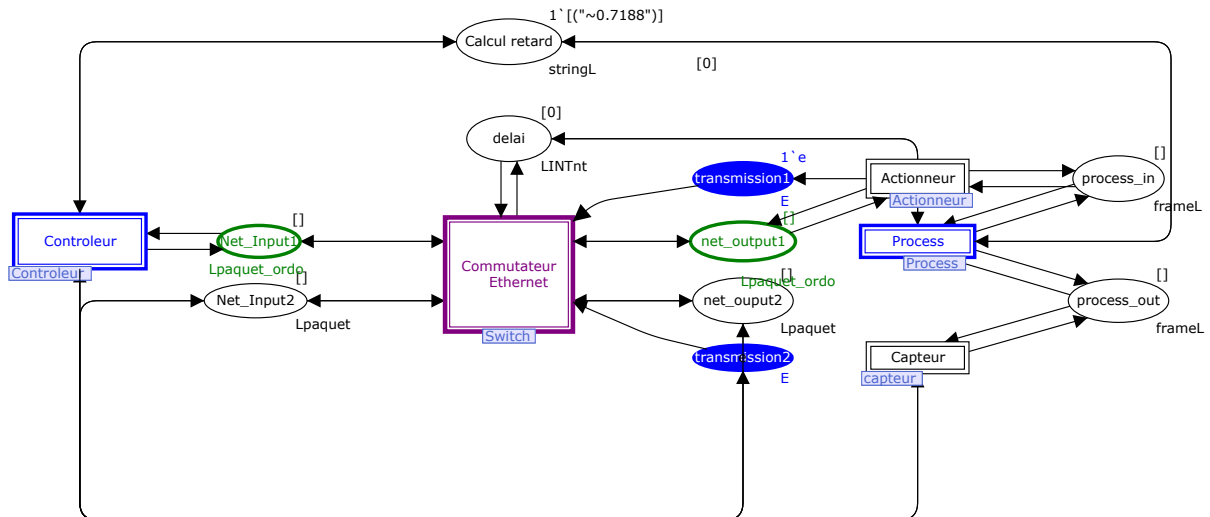 1`[("~0.7188")]
Calcul retard
stringL
[0]
[0]
delai
LINTnt
1`e
transmission1
E
Actionneur
Actionneur
[]
process_in
frameL
Controleur
Controleur
[]
Net_Input1
Lpaquet_ordo
Commutateur
Ethernet
Switch
[]
net_output1
Lpaquet_ordo
Process
Process
[]
Net_Input2
Lpaquet
[]
net_ouput2
Lpaquet
[]
process_out
frameL
transmission2
E
Capteur
capteur